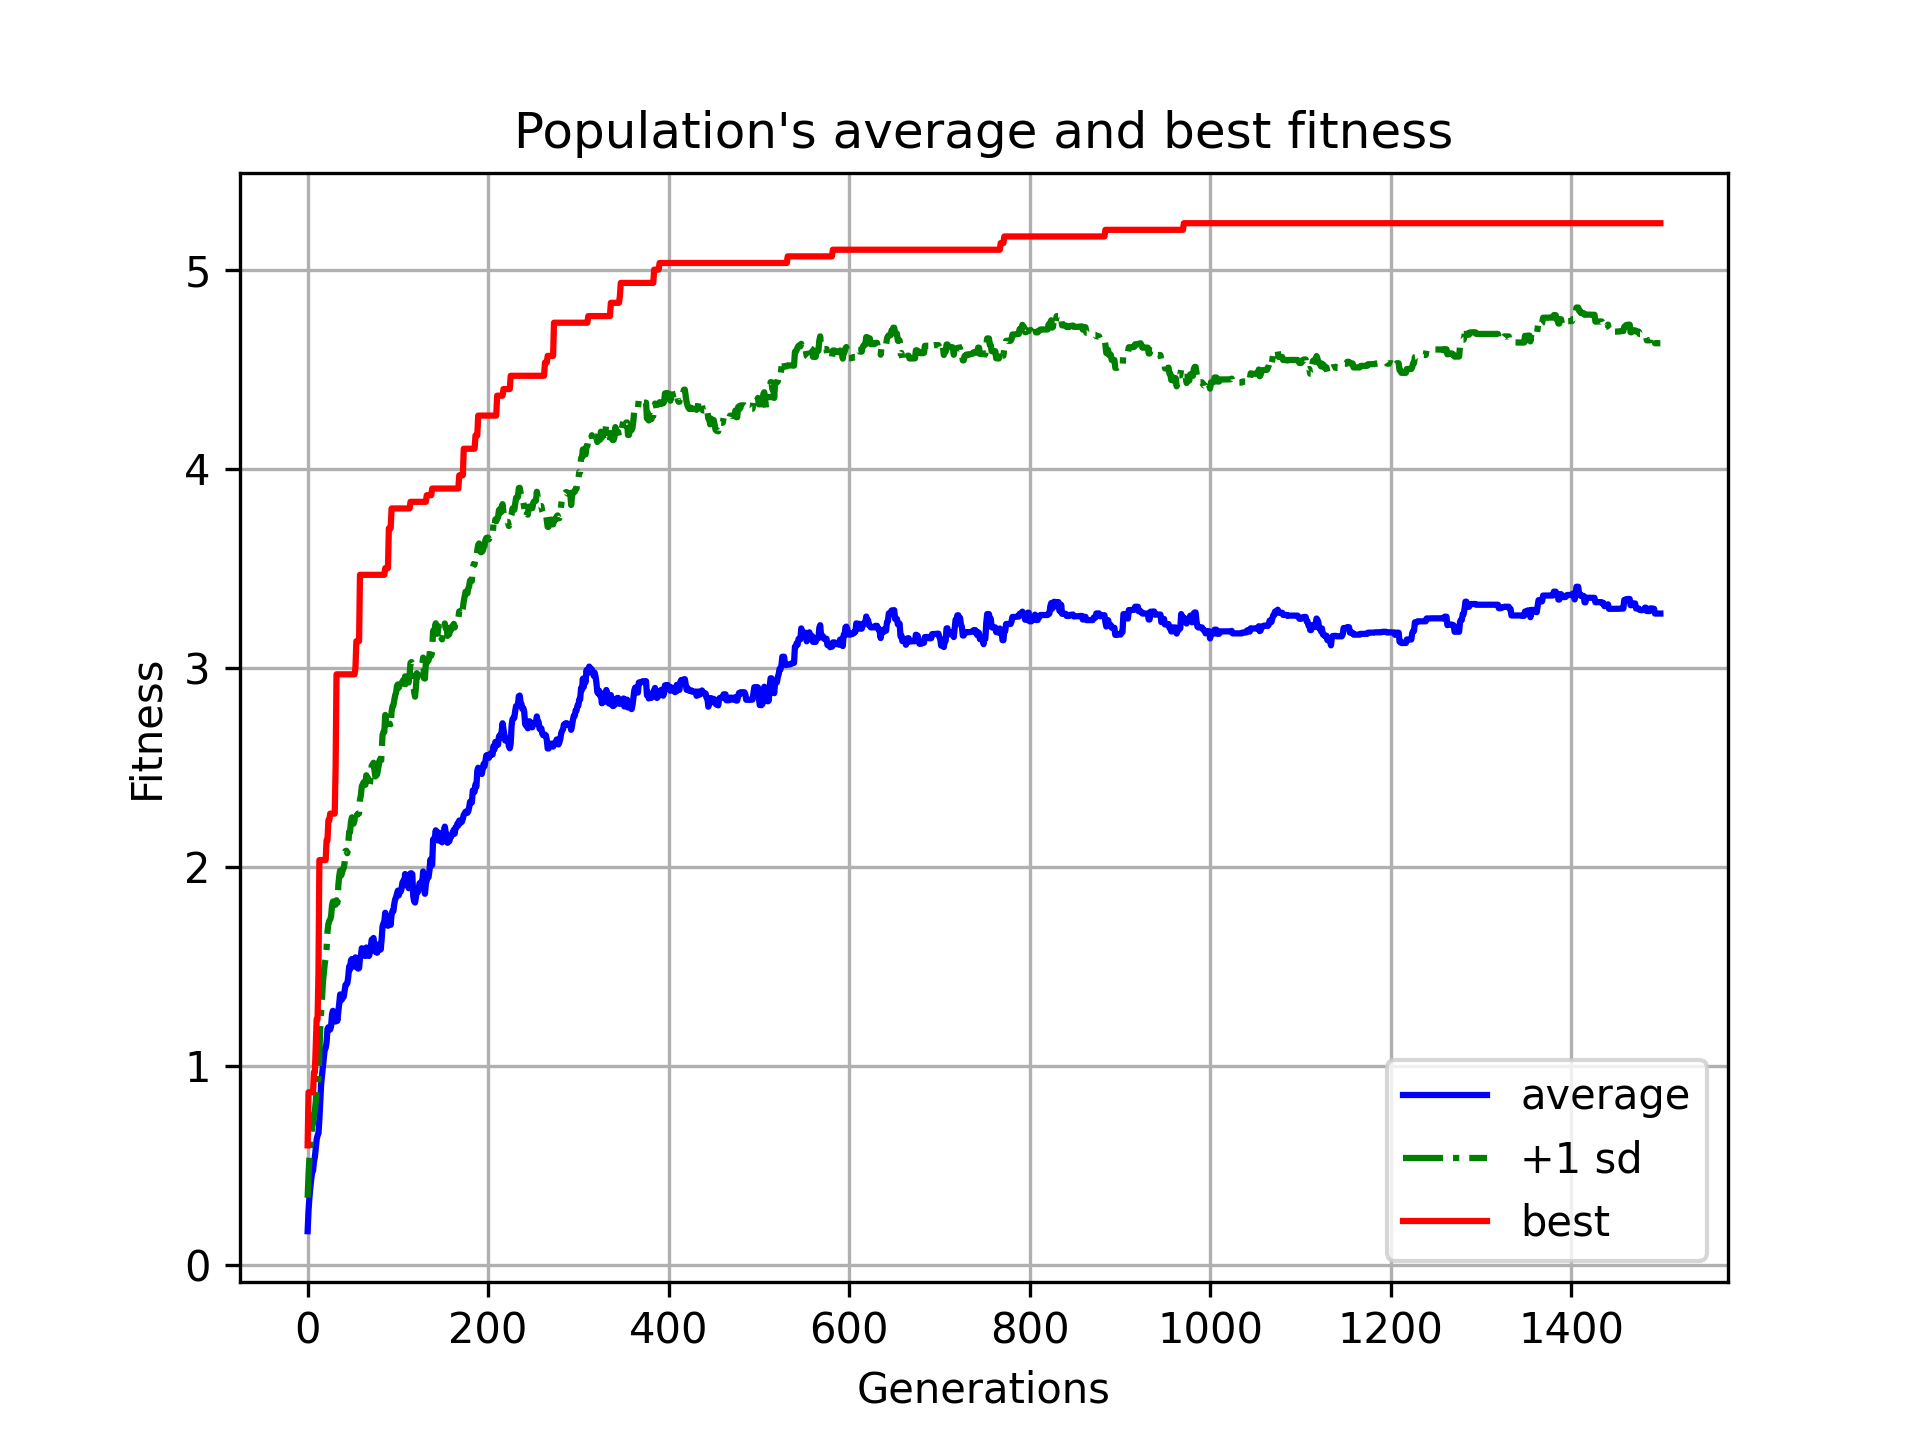 Population's average and best fitness
Fitness
5
4
3
2
1
0
0 200 400 600 800 1000 1200 1400
Generations
average
+1 sd
best